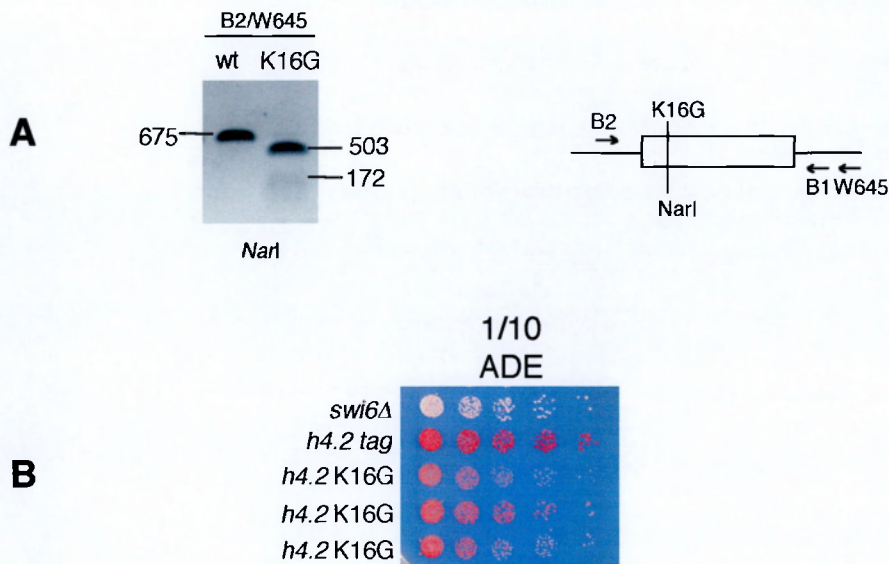 A
B2/W645
wt K16G
675
503
172
NarI
K16G
B2
B1 W645
NarI
B
1/10
ADE
swi6Δ
h4.2 tag
h4.2 K16G
h4.2 K16G
h4.2 K16G